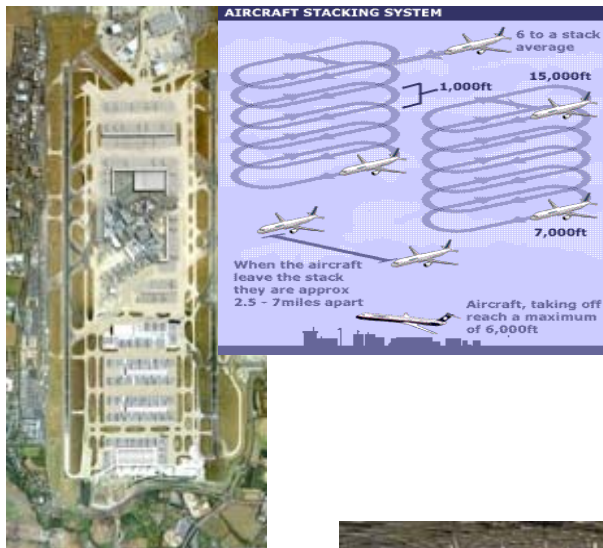 AIRCRAFT STACKING SYSTEM
6 to a stack
average
1,000ft
15,000ft
7,000ft
When the aircraft
leave the stack
they are approx
2.5 - 7miles apart
Aircraft, taking off
reach a maximum
of 6,000ft